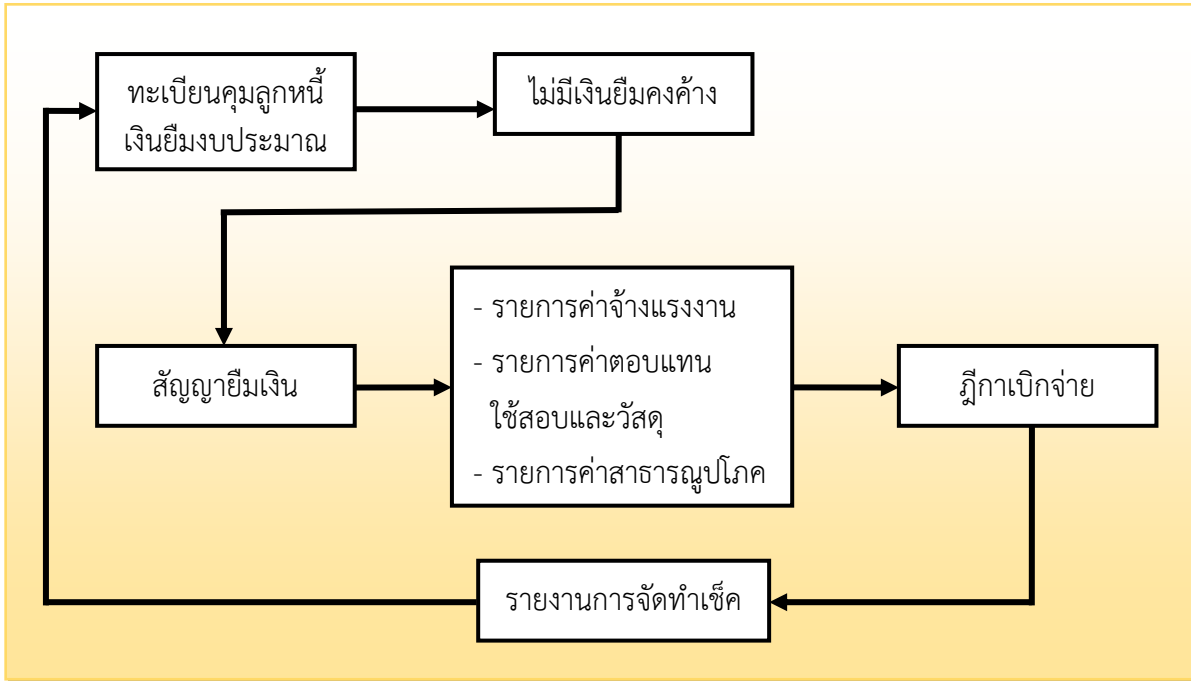 ทะเบียนคุมลูกหนี้
เงินยืมงบประมาณ
ไม่มีเงินยืมคงค้าง
สัญญายืมเงิน
- รายการค่าจ้างแรงงาน
- รายการค่าตอบแทน
ใช้สอบและวัสดุ
- รายการค่าสาธารณูปโภค
ฎีกาเบิกจ่าย
รายงานการจัดทำเช็ค